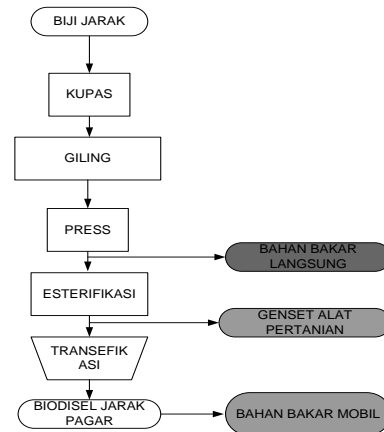 BIJI JARAK
KUPAS
GILING
PRESS
BAHAN BAKAR
LANGSUNG
ESTERIFIKASI
GENSET ALAT
PERTANIAN
TRANSEFIK
ASI
BIODISEL JARAK
PAGAR
BAHAN BAKAR MOBIL